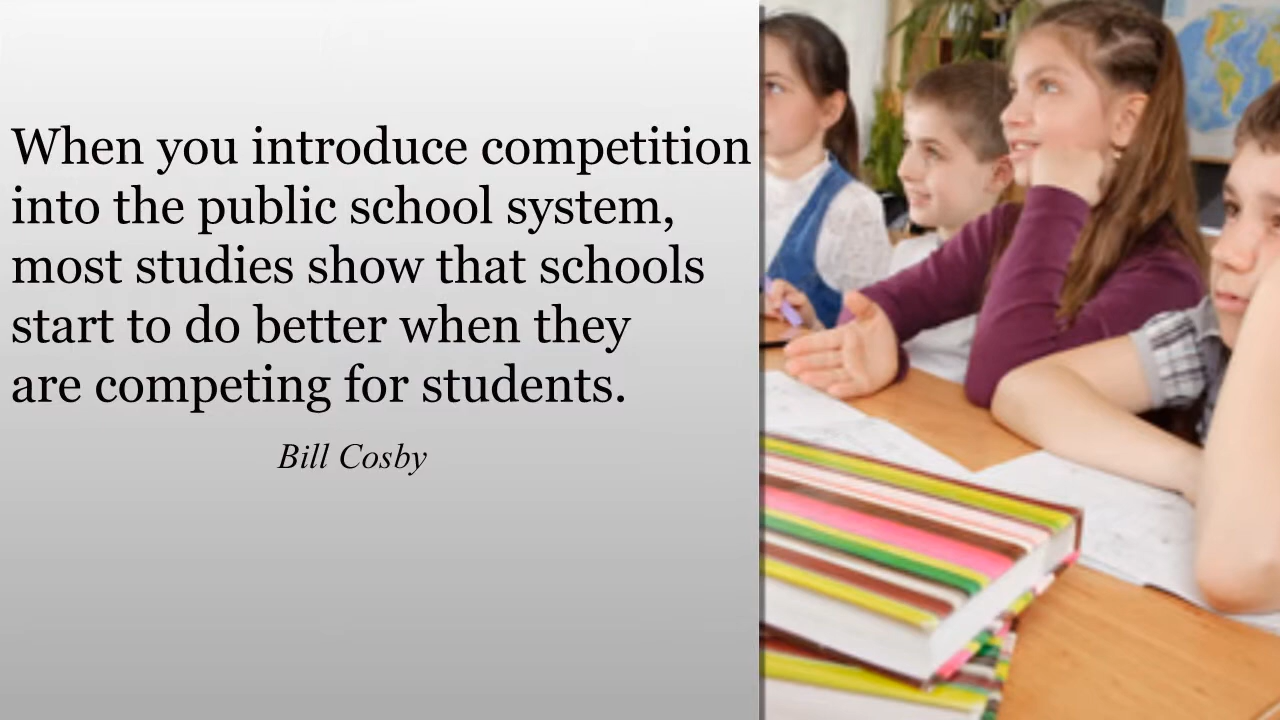 When you introduce competition
into the public school system,
most studies show that schools
start to do better when they
are competing for students.
Bill Cosby